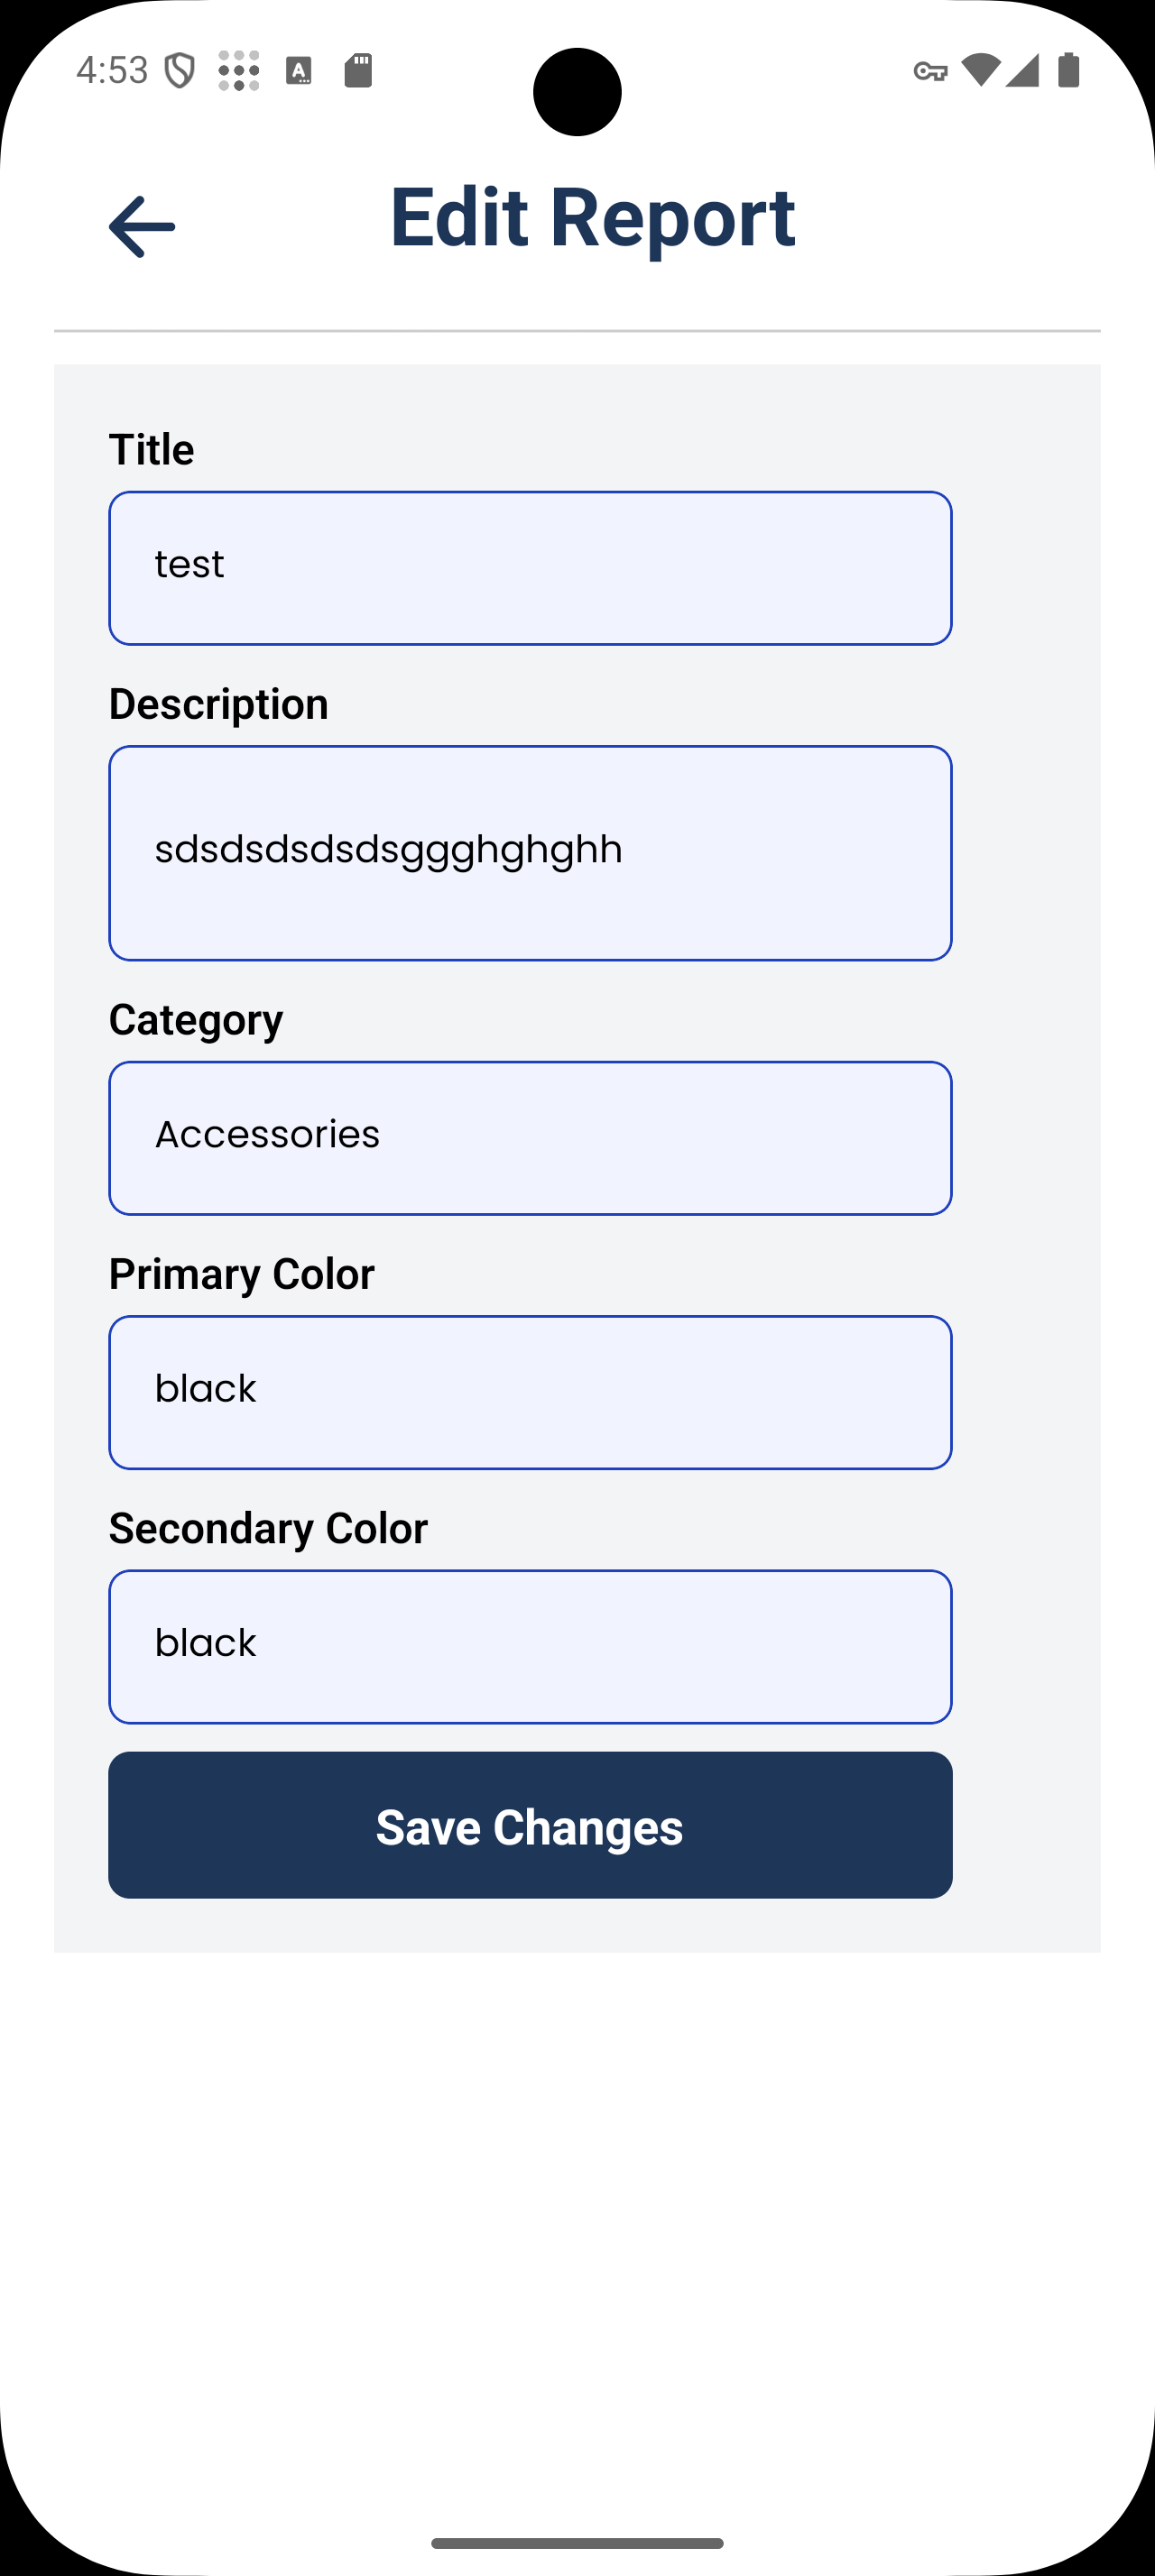 4:53
Edit Report
Title
test
Description
sdsdsdsdsdsggghghghh
Category
Accessories
Primary Color
black
Secondary Color
black
Save Changes